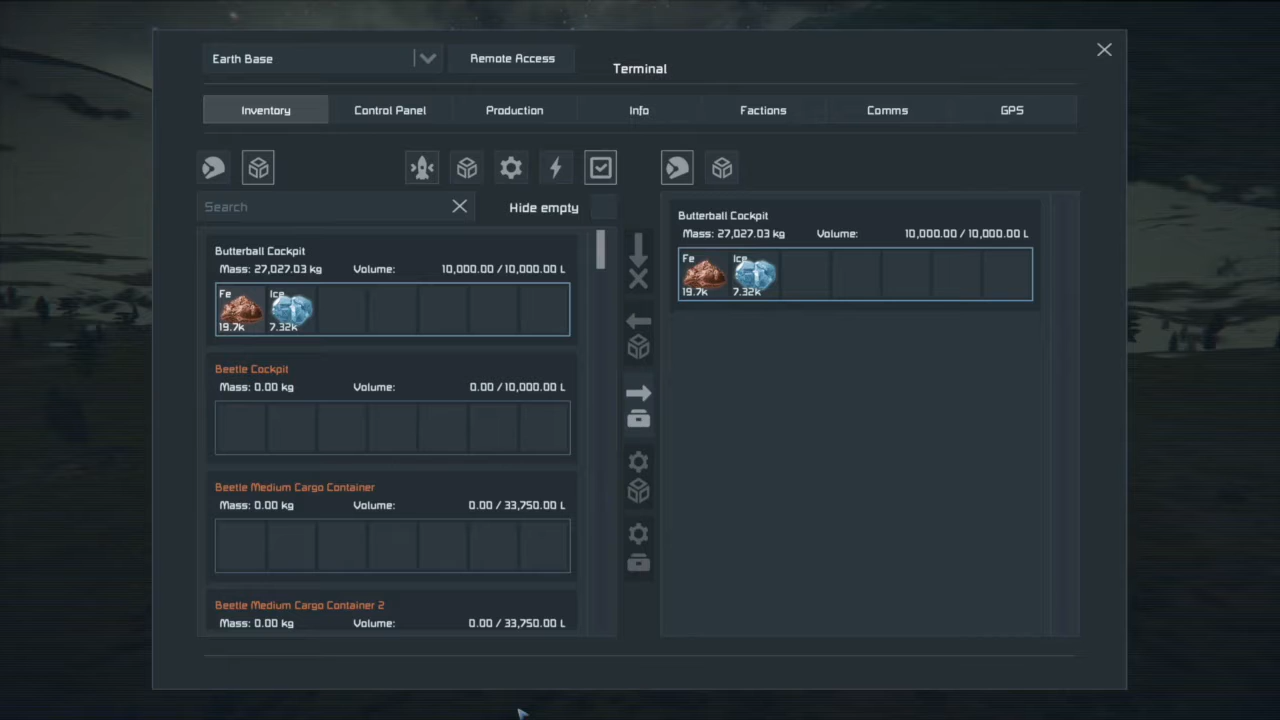 Earth Base
Remote Access
Terminal
Inventory
Control Panel
Production
Info
Factions
Comms
GPS
Search
Hide empty
Butterball Cockpit
Mass: 27,027.03 kg Volume: 10,000.00 / 10,000.00 L
Fe Ice
19.7k 7.32k
Beetle Cockpit
Mass: 0.00 kg Volume: 0.00 / 10,000.00 L
Beetle Medium Cargo Container
Mass: 0.00 kg Volume: 0.00 / 33,750.00 L
Beetle Medium Cargo Container 2
Mass: 0.00 kg Volume: 0.00 / 33,750.00 L
Butterball Cockpit
Mass: 27,027.03 kg Volume: 10,000.00 / 10,000.00 L
Fe Ice
19.7k 7.32k